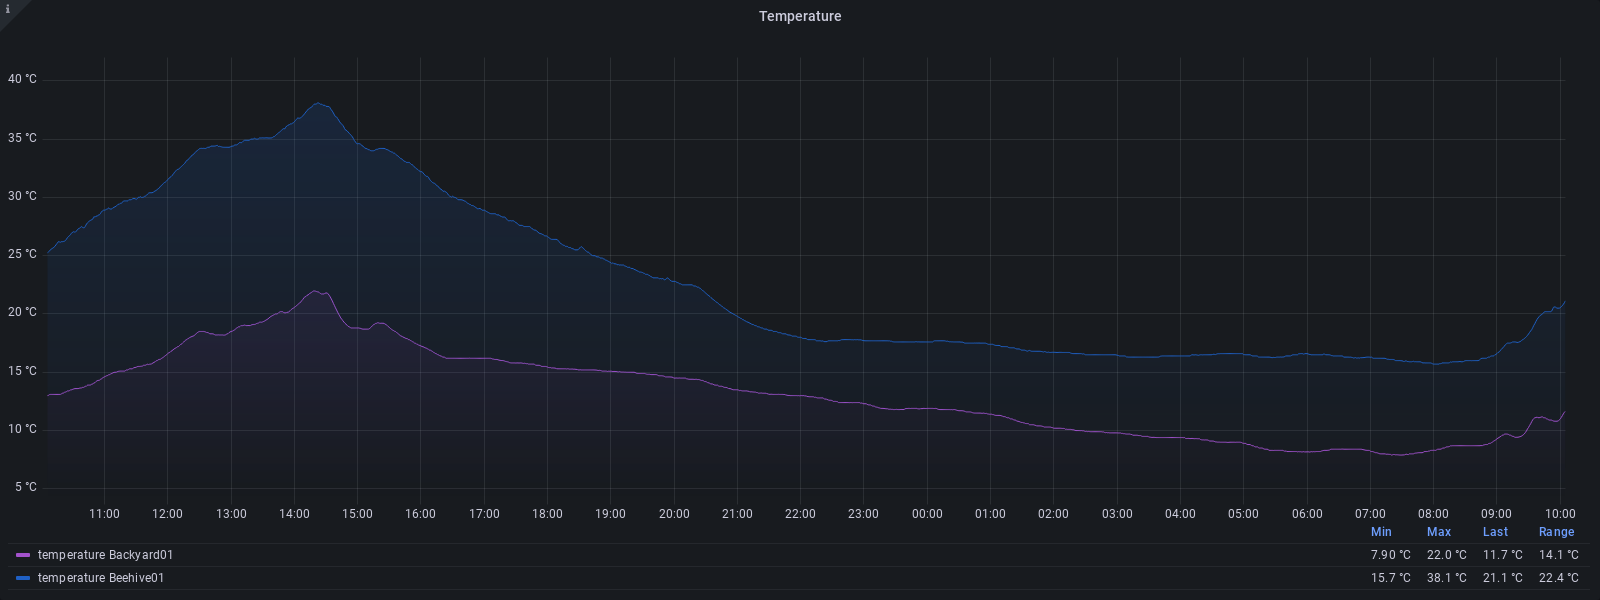 i
Temperature
40 °C
35 °C
30 °C
25 °C
20 °C
15 °C
10 °C
5 °C
11:00 12:00 13:00 14:00 15:00 16:00 17:00 18:00 19:00 20:00 21:00 22:00 23:00 00:00 01:00 02:00 03:00 04:00 05:00 06:00 07:00 08:00 09:00 10:00
Min Max Last Range
temperature Backyard01 7.90 °C 22.0 °C 11.7 °C 14.1 °C
temperature Beehive01 15.7 °C 38.1 °C 21.1 °C 22.4 °C